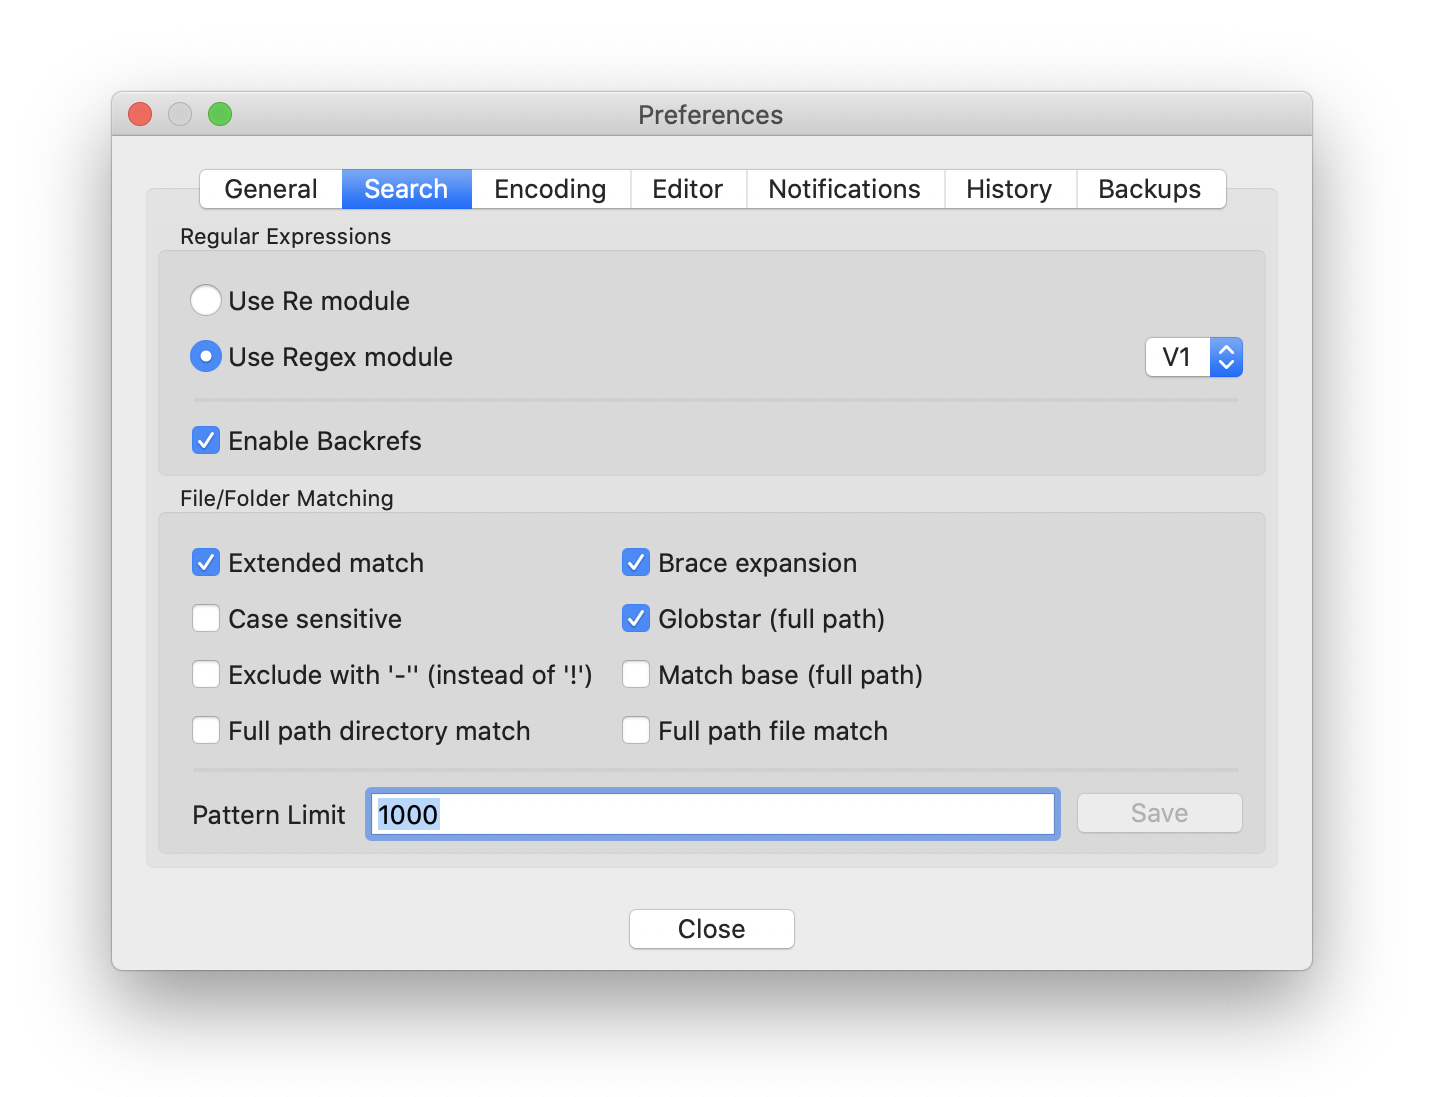 Preferences
General Search Encoding Editor Notifications History Backups
Regular Expressions
Use Re module
Use Regex module V1
Enable Backrefs
File/Folder Matching
Extended match Brace expansion
Case sensitive Globstar (full path)
Exclude with '-'' (instead of '!') Match base (full path)
Full path directory match Full path file match
Pattern Limit 1000 Save
Close